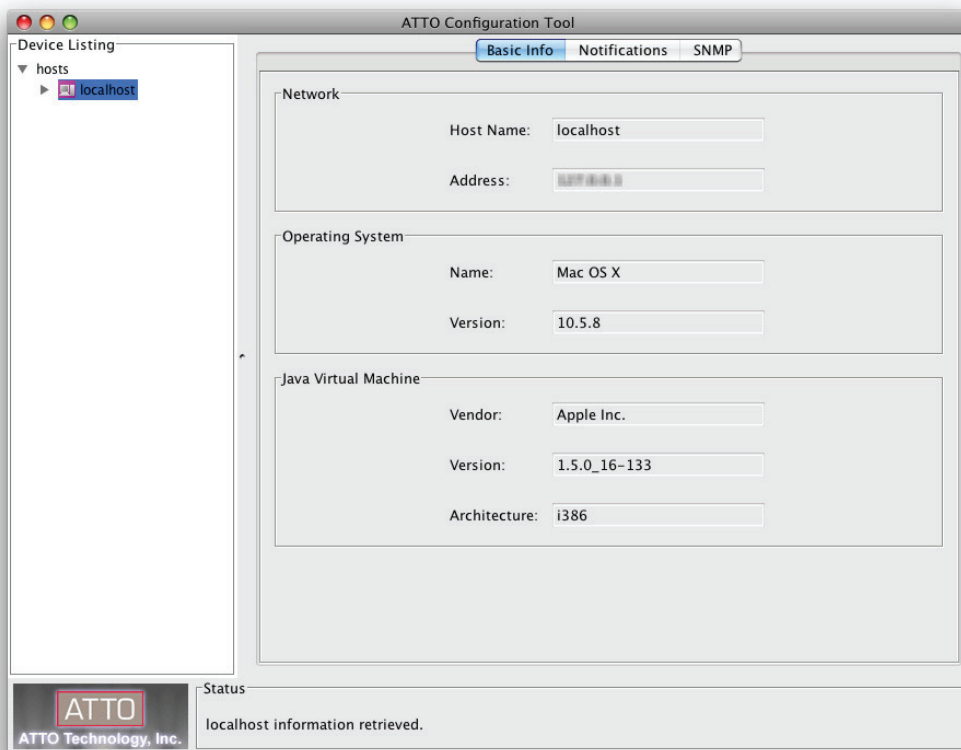 ATTO Configuration Tool
Device Listing
hosts
localhost
Basic Info Notifications SNMP
Network
Host Name: localhost
Address:
Operating System
Name: Mac OS X
Version: 10.5.8
Java Virtual Machine
Vendor: Apple Inc.
Version: 1.5.0_16-133
Architecture: i386
ATTO
ATTO Technology, Inc.
Status
localhost information retrieved.